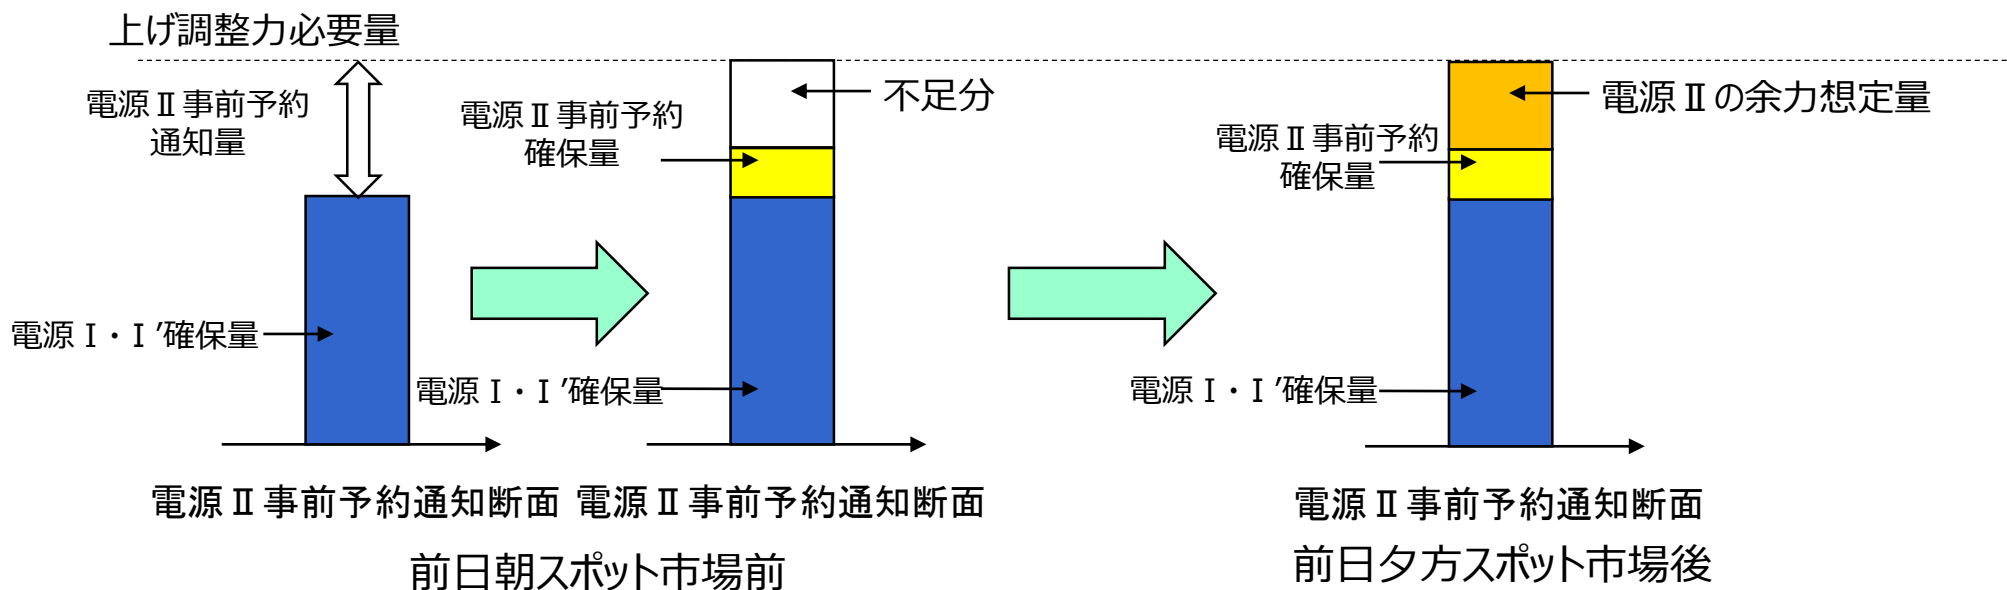 上げ調整力必要量
電源Ⅱ事前予約
通知量
電源Ⅰ・Ⅰ’確保量
電源Ⅱ事前予約通知断面
電源Ⅱ事前予約
確保量
不足分
電源Ⅰ・Ⅰ’確保量
電源Ⅱ事前予約通知断面
前日朝スポット市場前
電源Ⅱの余力想定量
電源Ⅱ事前予約
確保量
電源Ⅰ・Ⅰ’確保量
電源Ⅱ事前予約通知断面
前日夕方スポット市場後